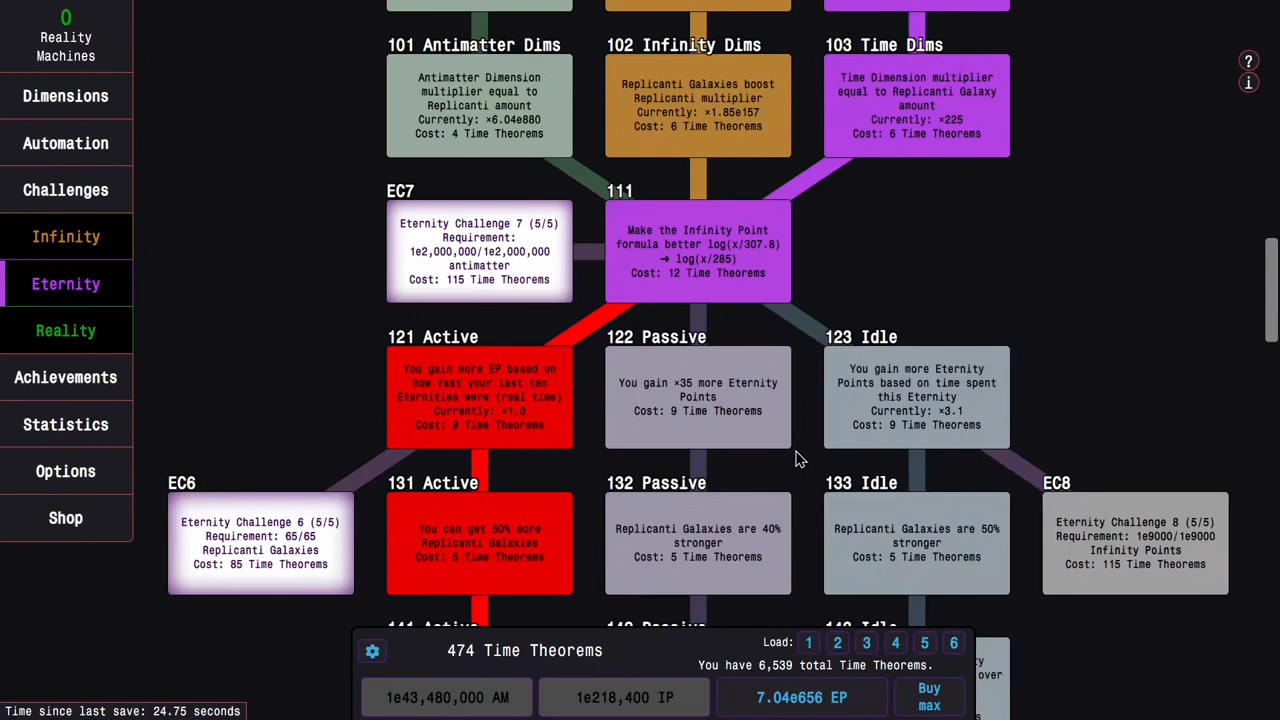 0
Reality
Machines
Dimensions
Automation
Challenges
Infinity
Eternity
Reality
Achievements
Statistics
Options
Shop
Time since last save: 24.75 seconds
101 Antimatter Dims
Antimatter Dimension
multiplier equal to
Replicanti amount
Currently: ×6.04e880
Cost: 4 Time Theorems
102 Infinity Dims
Replicanti Galaxies boost
Replicanti multiplier
Currently: ×1.85e157
Cost: 6 Time Theorems
103 Time Dims
Time Dimension multiplier
equal to Replicanti Galaxy
amount
Currently: ×225
Cost: 6 Time Theorems
?
i
EC7
Eternity Challenge 7 (5/5)
Requirement:
1e2,000,000/1e2,000,000
antimatter
Cost: 115 Time Theorems
111
Make the Infinity Point
formula better log(x/307.8)
➜ log(x/285)
Cost: 12 Time Theorems
121 Active
You gain more EP based on
how fast your last ten
Eternities were (real time)
Currently: ×1.0
Cost: 9 Time Theorems
122 Passive
You gain ×35 more Eternity
Points
Cost: 9 Time Theorems
123 Idle
You gain more Eternity
Points based on time spent
this Eternity
Currently: ×3.1
Cost: 9 Time Theorems
EC6
Eternity Challenge 6 (5/5)
Requirement: 65/65
Replicanti Galaxies
Cost: 85 Time Theorems
131 Active
You can get 50% more
Replicanti Galaxies
Cost: 5 Time Theorems
132 Passive
Replicanti Galaxies are 40%
stronger
Cost: 5 Time Theorems
133 Idle
Replicanti Galaxies are 50%
stronger
Cost: 5 Time Theorems
EC8
Eternity Challenge 8 (5/5)
Requirement: 1e9000/1e9000
Infinity Points
Cost: 115 Time Theorems
474 Time Theorems
Load: 1 2 3 4 5 6
You have 6,539 total Time Theorems.
1e43,480,000 AM
1e218,400 IP
7.04e656 EP
Buy
max